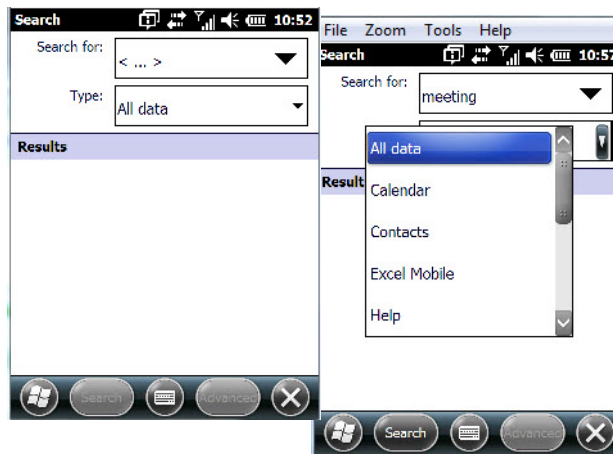 Search 10:52
Search for:
< ... >
Type:
All data
Results
Search Advanced
File Zoom Tools Help
Search 10:57
Search for:
meeting
All data
Result
Calendar
Contacts
Excel Mobile
Help
Search Advanced